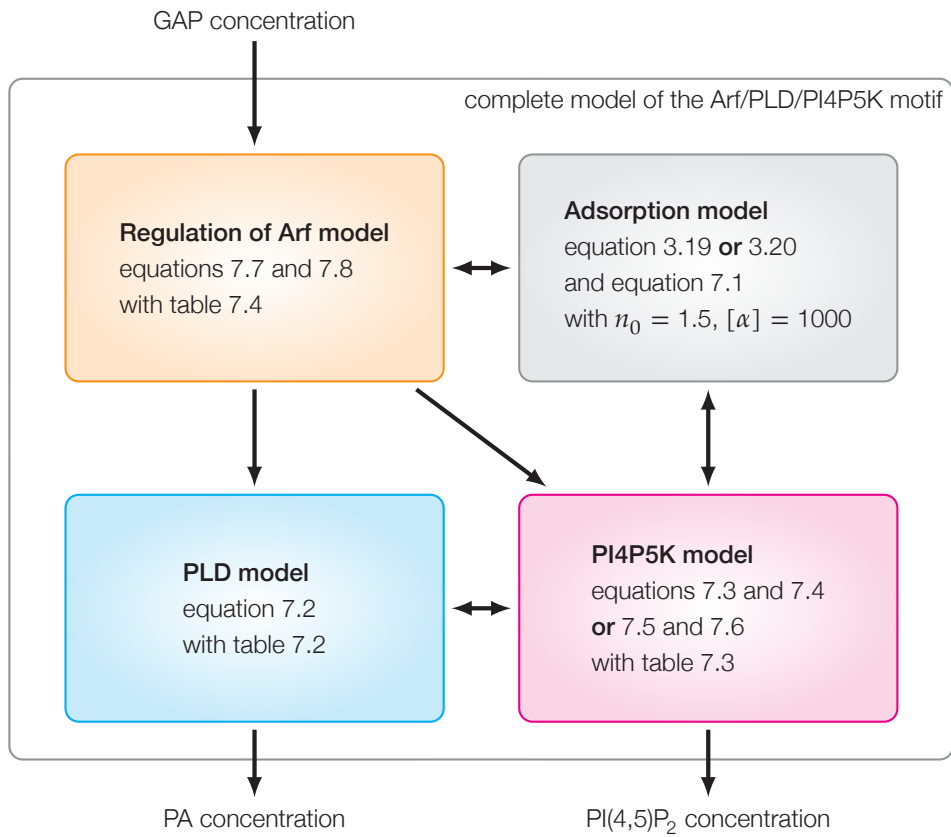 GAP concentration
complete model of the Arf/PLD/PI4P5K motif
Regulation of Arf model
equations 7.7 and 7.8
with table 7.4
Adsorption model
equation 3.19 or 3.20
and equation 7.1
with n₀ = 1.5, [α] = 1000
PLD model
equation 7.2
with table 7.2
PI4P5K model
equations 7.3 and 7.4
or 7.5 and 7.6
with table 7.3
PA concentration
PI(4,5)P₂ concentration